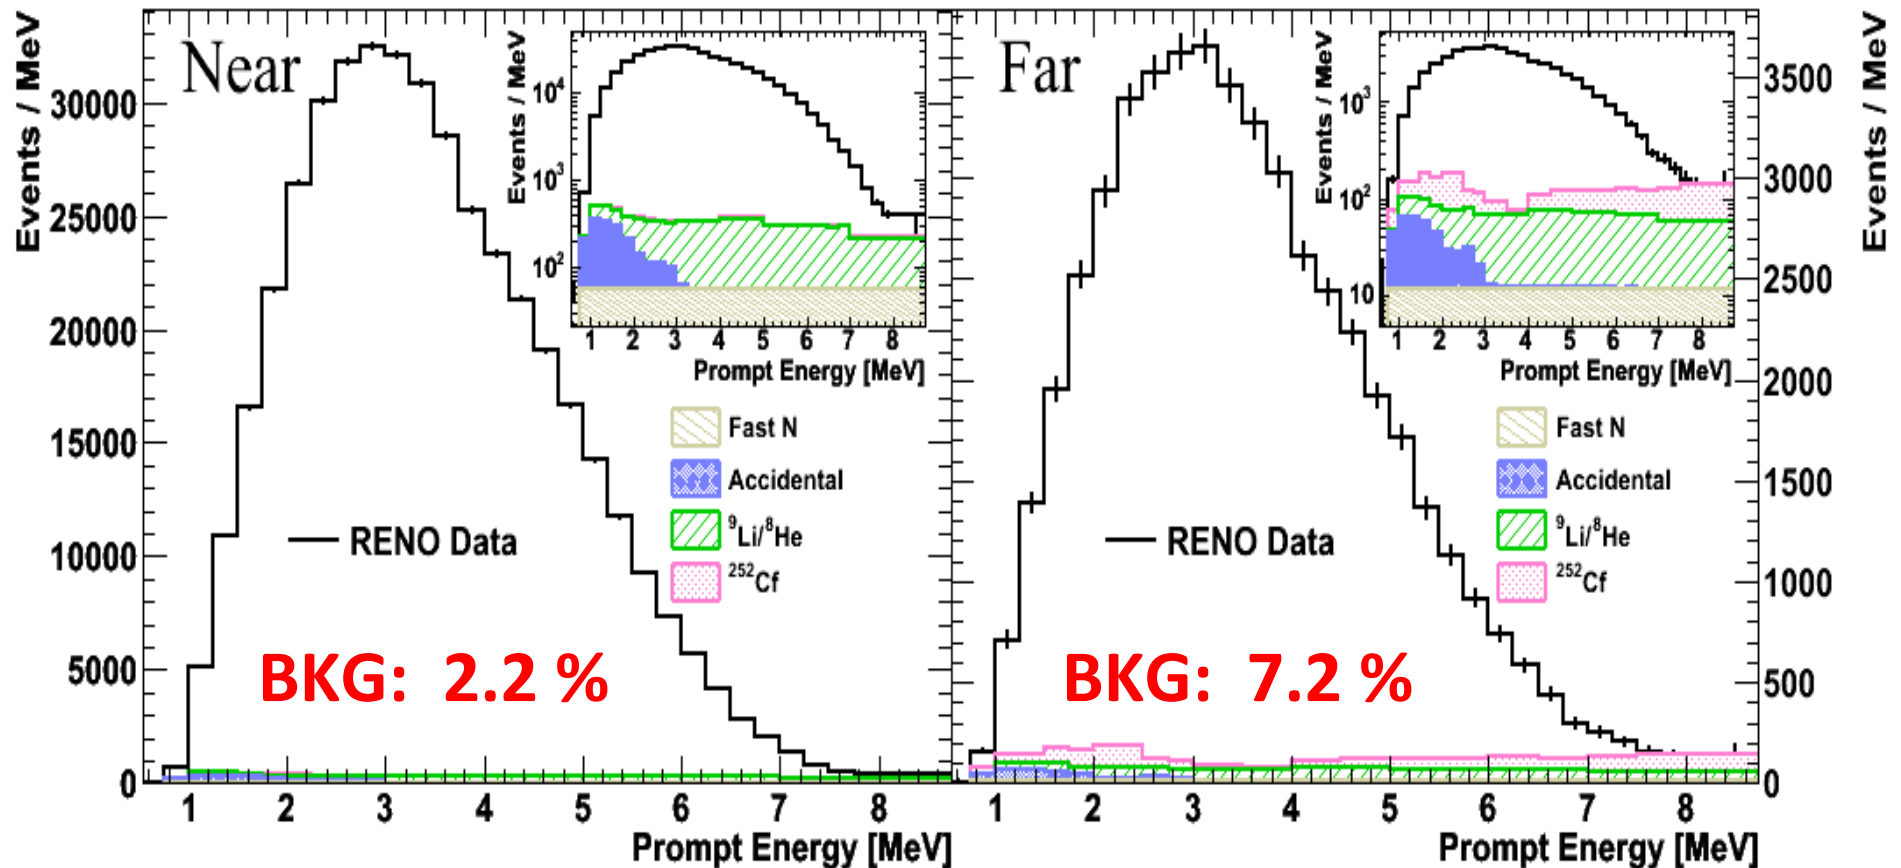 Near
Events / MeV
30000
25000
20000
15000
10000
5000
0
1 2 3 4 5 6 7 8
Prompt Energy [MeV]
Events / MeV
10⁴
10³
10²
1 2 3 4 5 6 7 8
Prompt Energy [MeV]
Fast N
Accidental
⁹Li/⁸He
²⁵²Cf
RENO Data
BKG: 2.2 %
Far
Events / MeV
3500
3000
2500
2000
1500
1000
500
0
1 2 3 4 5 6 7 8
Prompt Energy [MeV]
Events / MeV
10³
10²
10
1 2 3 4 5 6 7 8
Prompt Energy [MeV]
Fast N
Accidental
⁹Li/⁸He
²⁵²Cf
RENO Data
BKG: 7.2 %